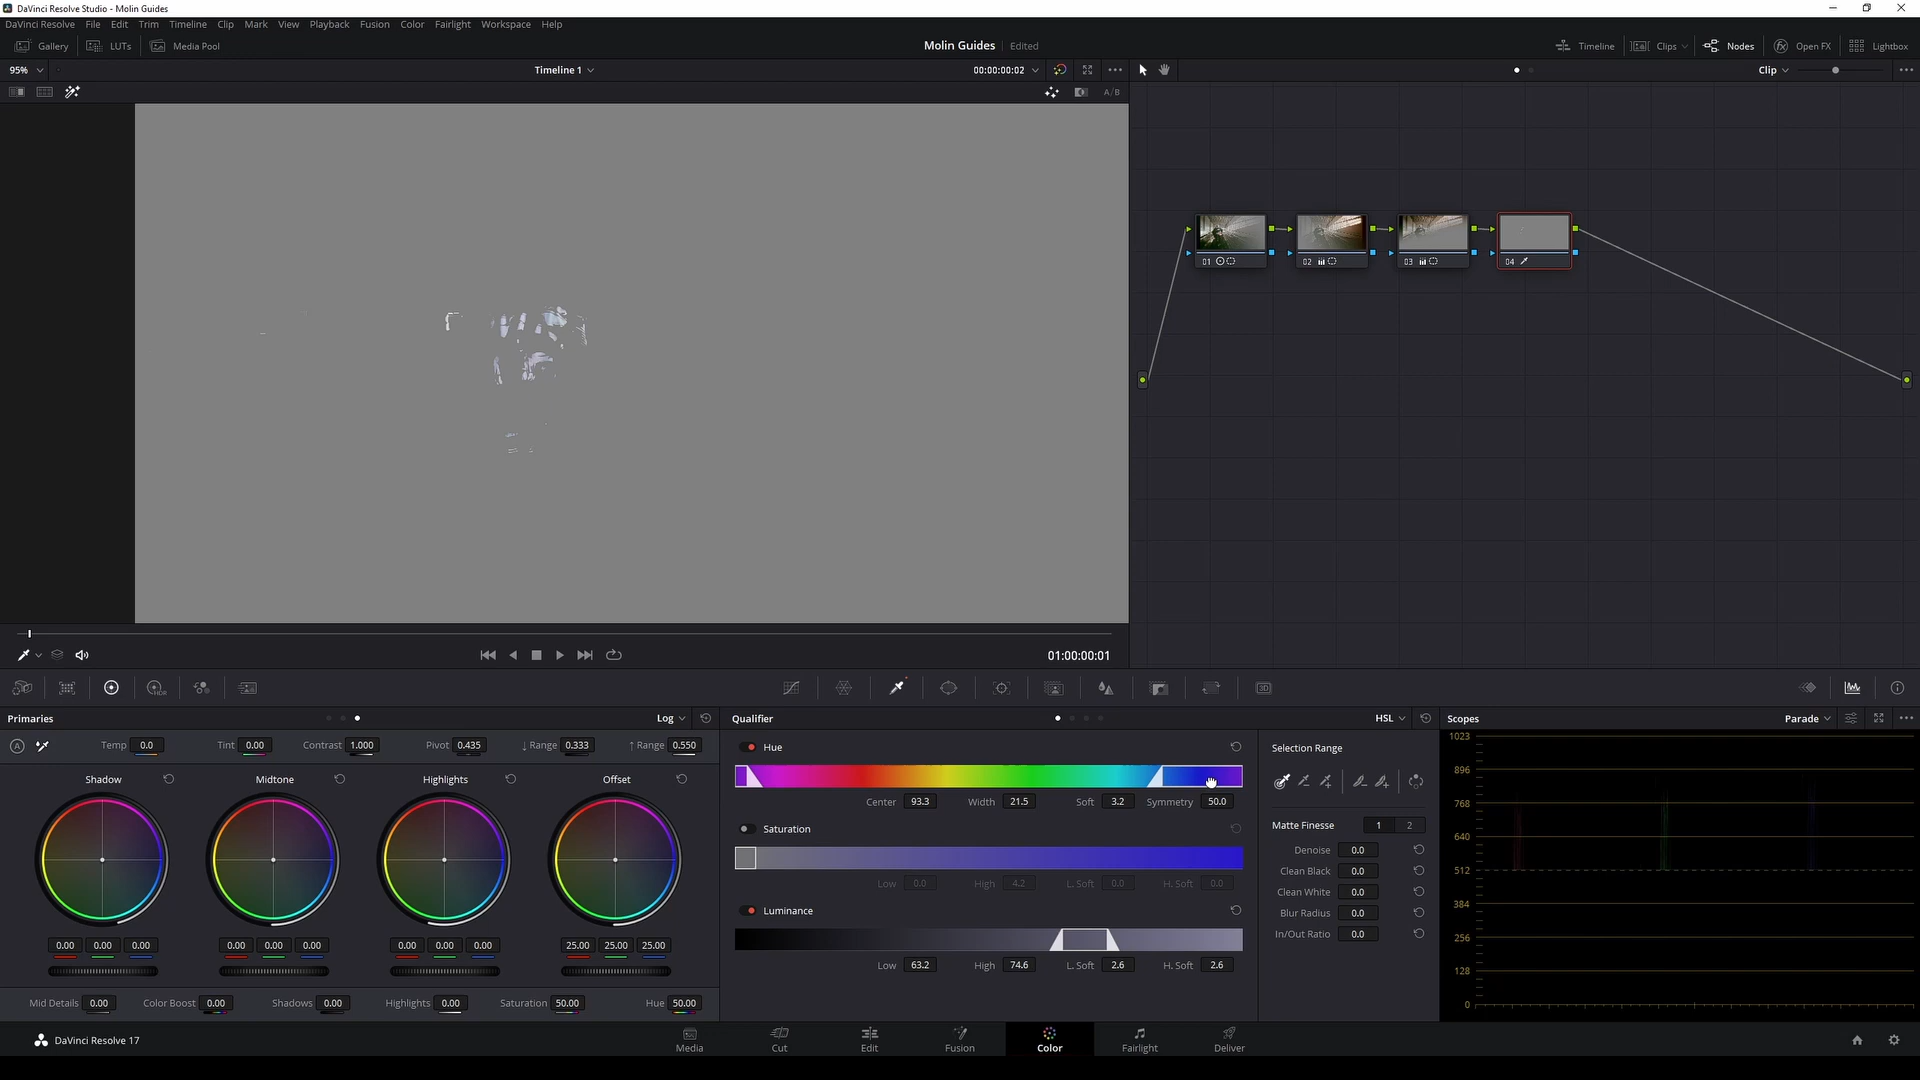 DaVinci Resolve Studio - Molin Guides
DaVinci Resolve File Edit Trim Timeline Clip Mark View Playback Fusion Color Fairlight Workspace Help
Gallery LUTs Media Pool Molin Guides Edited Timeline Clips Nodes Open FX Lightbox
95% Timeline 1 00:00:00:02 Clip
A/B
01 02 03 04
01:00:00:01
HDR 3D
Primaries Log Qualifier HSL Scopes Parade
A Temp 0.0 Tint 0.00 Contrast 1.000 Pivot 0.435 ↓ Range 0.333 ↑ Range 0.550
Shadow Midtone Highlights Offset
0.00 0.00 0.00 0.00 0.00 0.00 0.00 0.00 0.00 25.00 25.00 25.00
Mid Details 0.00 Color Boost 0.00 Shadows 0.00 Highlights 0.00 Saturation 50.00 Hue 50.00
Hue
Center 93.3 Width 21.5 Soft 3.2 Symmetry 50.0
Saturation
Low 0.0 High 4.2 L. Soft 0.0 H. Soft 0.0
Luminance
Low 63.2 High 74.6 L. Soft 2.6 H. Soft 2.6
Selection Range
Matte Finesse 1 2
Denoise 0.0
Clean Black 0.0
Clean White 0.0
Blur Radius 0.0
In/Out Ratio 0.0
1023
896
768
640
512
384
256
128
0
DaVinci Resolve 17 Media Cut Edit Fusion Color Fairlight Deliver